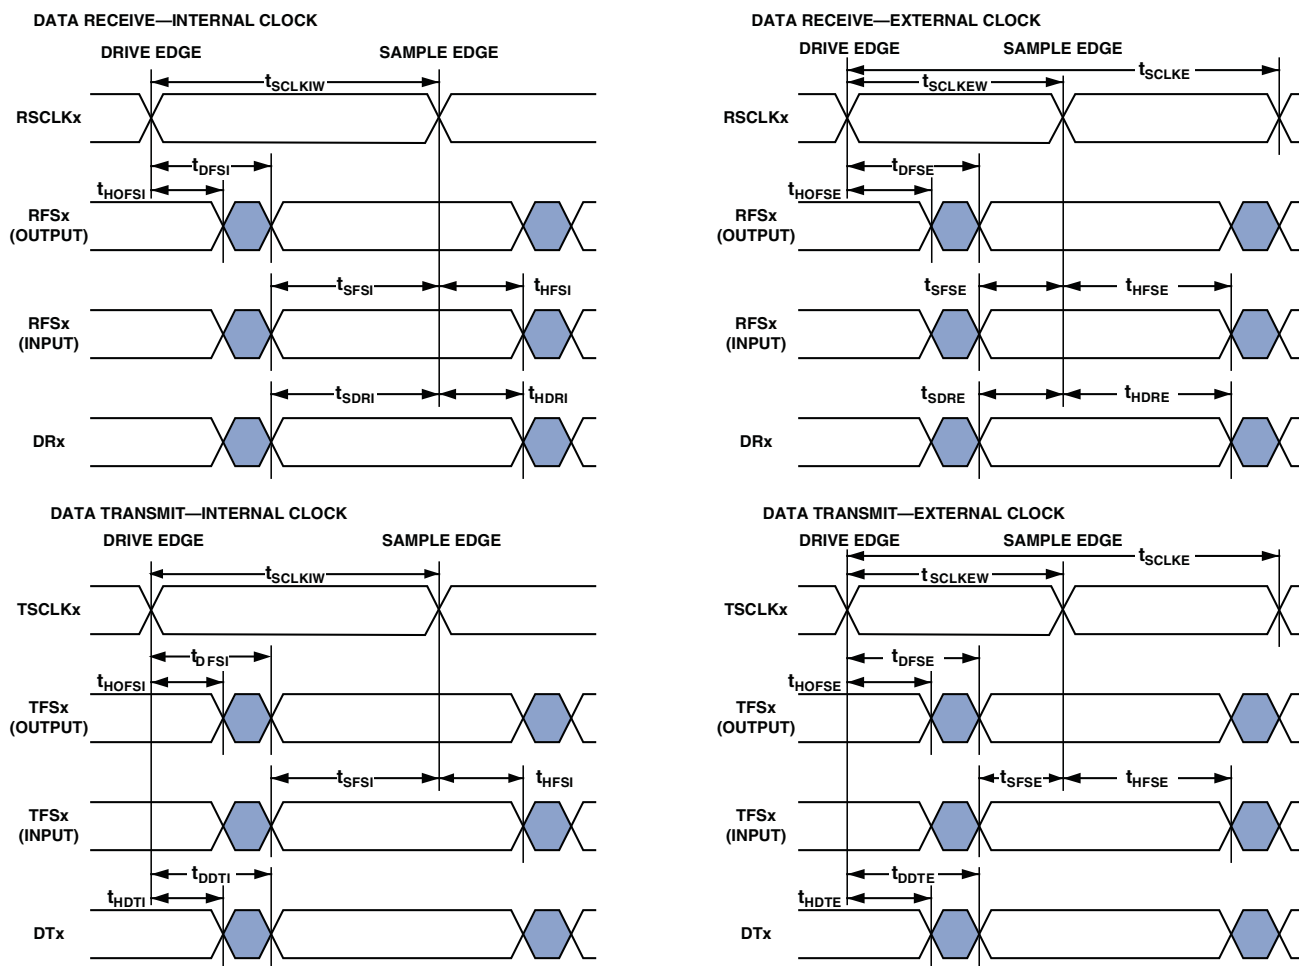 DATA RECEIVE—INTERNAL CLOCK
DRIVE EDGE
SAMPLE EDGE
tSCLKIW
RSCLKx
tDFSI
tHOFSI
RFSx
(OUTPUT)
tSFSI
tHFSI
RFSx
(INPUT)
tSDRI
tHDRI
DRx
DATA RECEIVE—EXTERNAL CLOCK
DRIVE EDGE
SAMPLE EDGE
tSCLKE
tSCLKEW
RSCLKx
tDFSE
tHOFSE
RFSx
(OUTPUT)
tSFSE
tHFSE
RFSx
(INPUT)
tSDRE
tHDRE
DRx
DATA TRANSMIT—INTERNAL CLOCK
DRIVE EDGE
SAMPLE EDGE
tSCLKIW
TSCLKx
tDFSI
tHOFSI
TFSx
(OUTPUT)
tSFSI
tHFSI
TFSx
(INPUT)
tDDTI
tHDTI
DTx
DATA TRANSMIT—EXTERNAL CLOCK
DRIVE EDGE
SAMPLE EDGE
tSCLKE
tSCLKEW
TSCLKx
tDFSE
tHOFSE
TFSx
(OUTPUT)
tSFSE
tHFSE
TFSx
(INPUT)
tDDTE
tHDTE
DTx